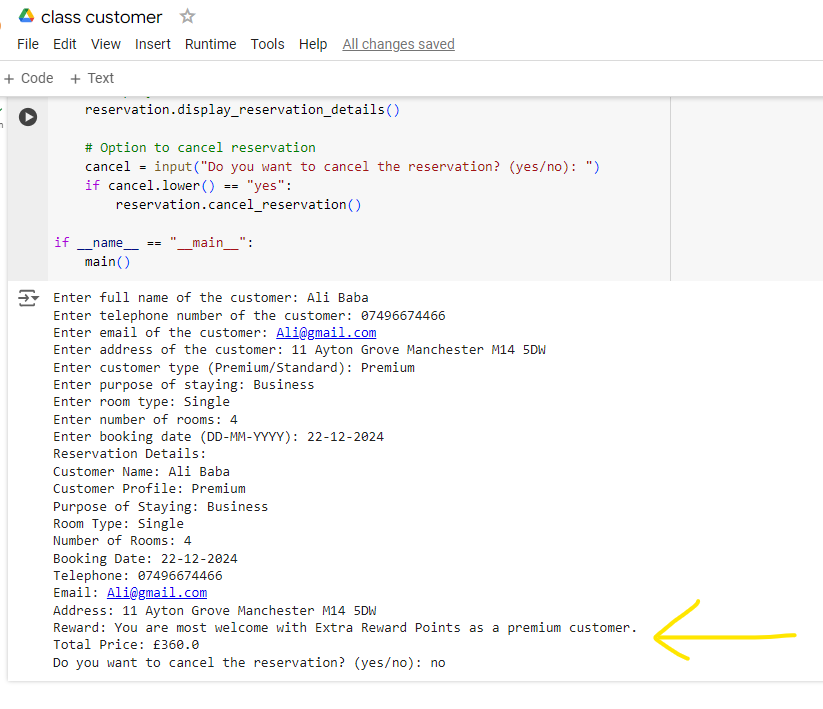 class customer
File Edit View Insert Runtime Tools Help All changes saved
+ Code + Text
reservation.display_reservation_details()
# Option to cancel reservation
cancel = input("Do you want to cancel the reservation? (yes/no): ")
if cancel.lower() == "yes":
reservation.cancel_reservation()
if __name__ == "__main__":
main()
Enter full name of the customer: Ali Baba
Enter telephone number of the customer: 07496674466
Enter email of the customer: Ali@gmail.com
Enter address of the customer: 11 Ayton Grove Manchester M14 5DW
Enter customer type (Premium/Standard): Premium
Enter purpose of staying: Business
Enter room type: Single
Enter number of rooms: 4
Enter booking date (DD-MM-YYYY): 22-12-2024
Reservation Details:
Customer Name: Ali Baba
Customer Profile: Premium
Purpose of Staying: Business
Room Type: Single
Number of Rooms: 4
Booking Date: 22-12-2024
Telephone: 07496674466
Email: Ali@gmail.com
Address: 11 Ayton Grove Manchester M14 5DW
Reward: You are most welcome with Extra Reward Points as a premium customer.
Total Price: £360.0
Do you want to cancel the reservation? (yes/no): no